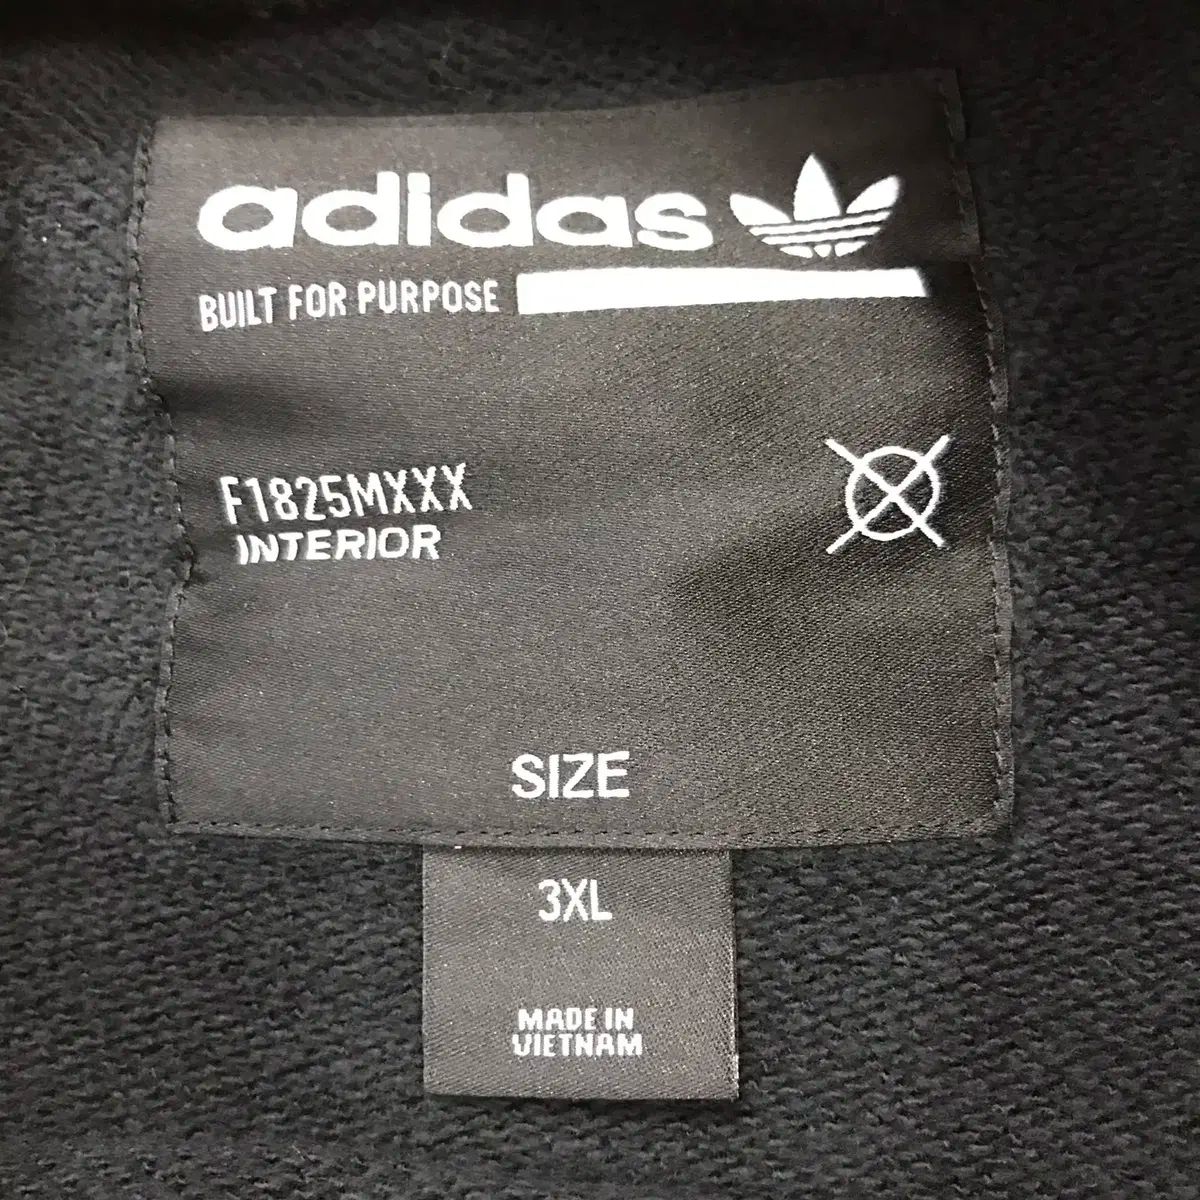 adidas
BUILT FOR PURPOSE
F1825MXXX
INTERIOR
SIZE
3XL
MADE IN
VIETNAM